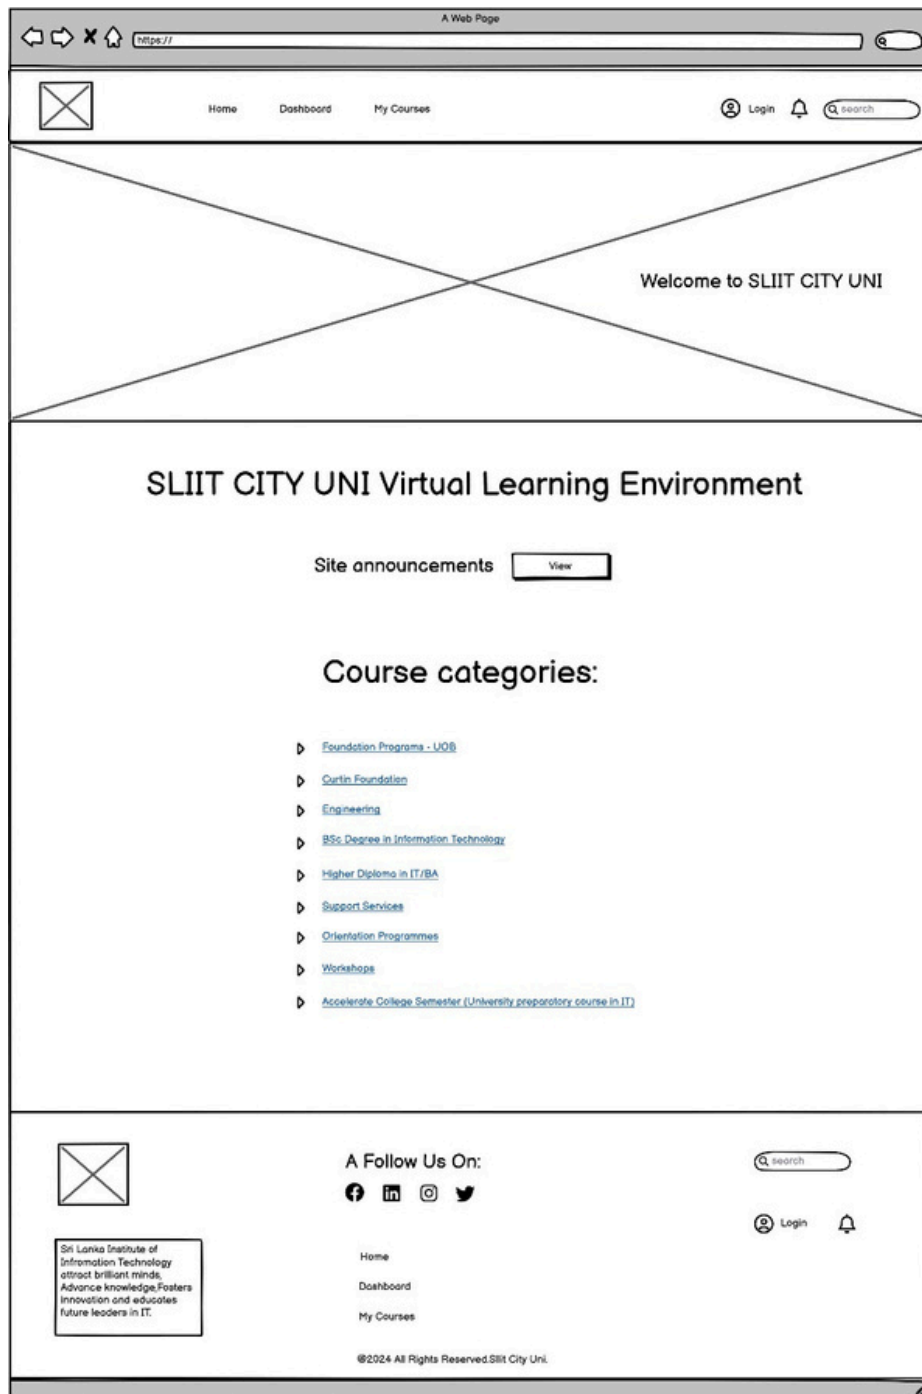 A Web Page
https://
Home Dashboard My Courses Login search
Welcome to SLIIT CITY UNI
SLIIT CITY UNI Virtual Learning Environment
Site announcements View
Course categories:
Foundation Programs - UOB
Curtin Foundation
Engineering
BSc Degree in Information Technology
Higher Diploma in IT/BA
Support Services
Orientation Programmes
Workshops
Accelerate College Semester (University preparatory course in IT)
A Follow Us On:
search
Login
Sri Lanka Institute of
Infromation Technology
attract brilliant minds,
Advance knowledge,Fosters
innovation and educates
future leaders in IT.
Home
Dashboard
My Courses
@2024 All Rights Reserved.Sllit City Uni.